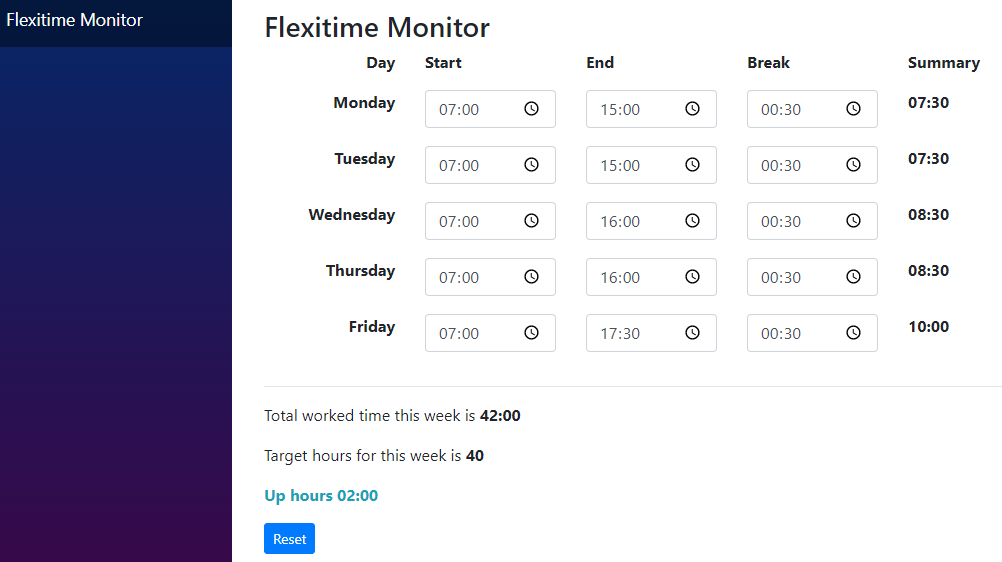 Flexitime Monitor
Flexitime Monitor
Day Start End Break Summary
Monday 07:00 15:00 00:30 07:30
Tuesday 07:00 15:00 00:30 07:30
Wednesday 07:00 16:00 00:30 08:30
Thursday 07:00 16:00 00:30 08:30
Friday 07:00 17:30 00:30 10:00
Total worked time this week is 42:00
Target hours for this week is 40
Up hours 02:00
Reset